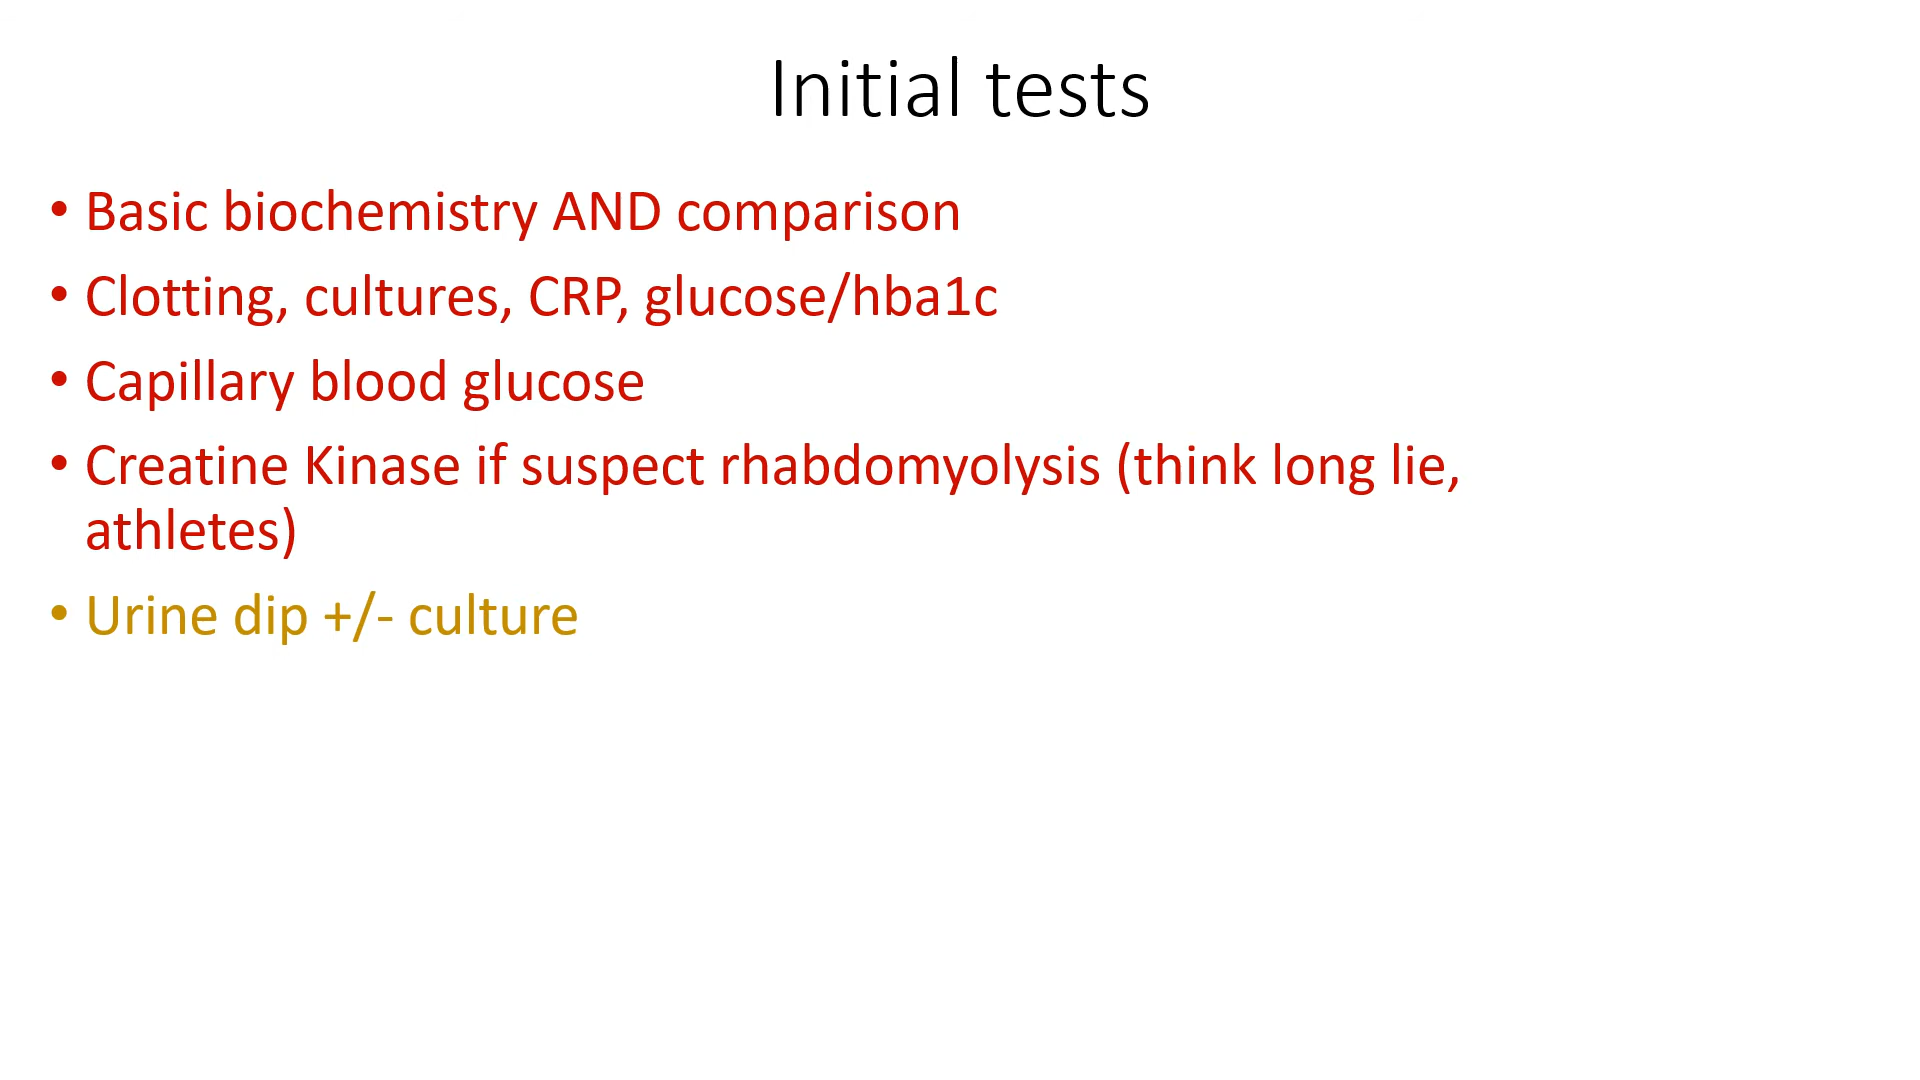 Initial tests
• Basic biochemistry AND comparison
• Clotting, cultures, CRP, glucose/hba1c
• Capillary blood glucose
• Creatine Kinase if suspect rhabdomyolysis (think long lie,
athletes)
• Urine dip +/- culture